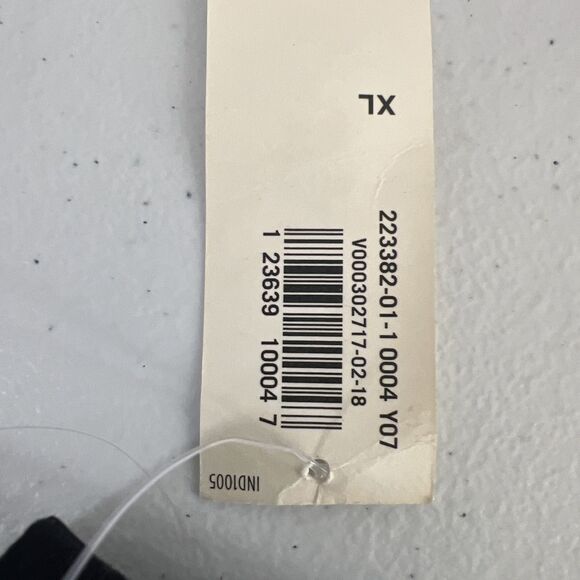 XL
223382-01-1 0004 Y07
V000302717-02-18
1 23639 10004 7
IND1005